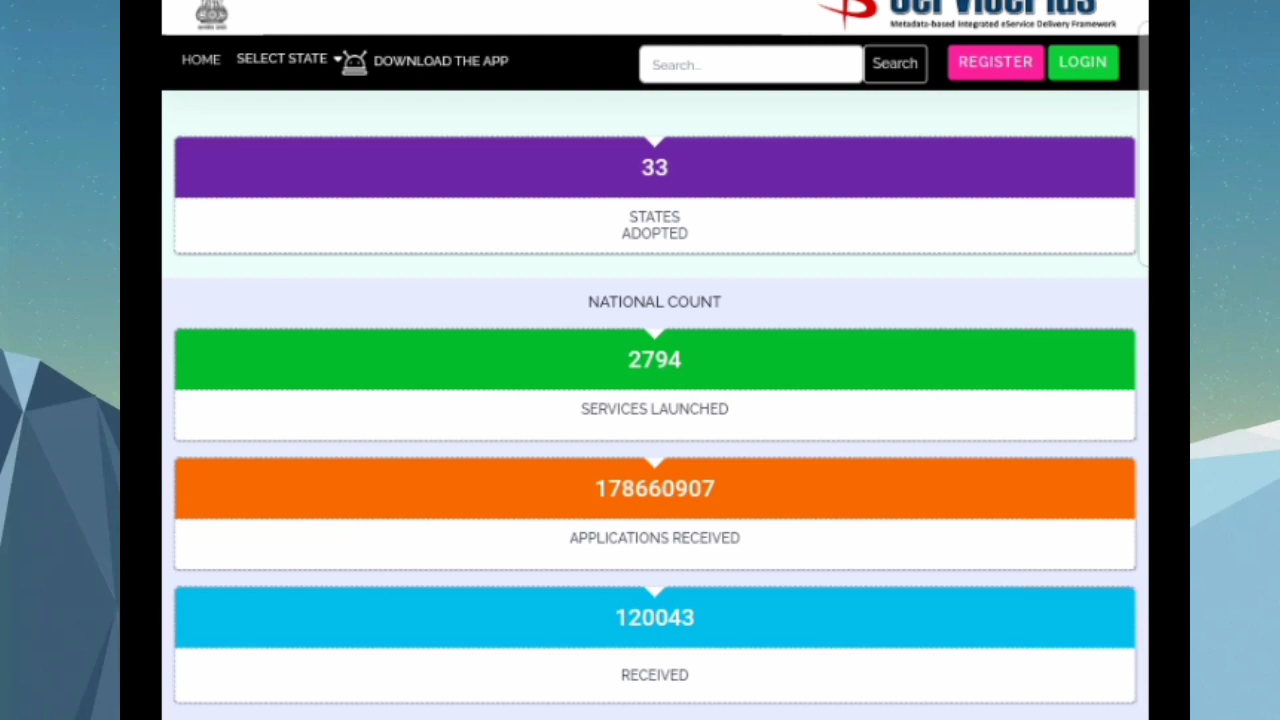 ServicePlus
Metadata-based Integrated eService Delivery Framework
HOME SELECT STATE DOWNLOAD THE APP Search... Search REGISTER LOGIN
33
STATES
ADOPTED
NATIONAL COUNT
2794
SERVICES LAUNCHED
178660907
APPLICATIONS RECEIVED
120043
RECEIVED